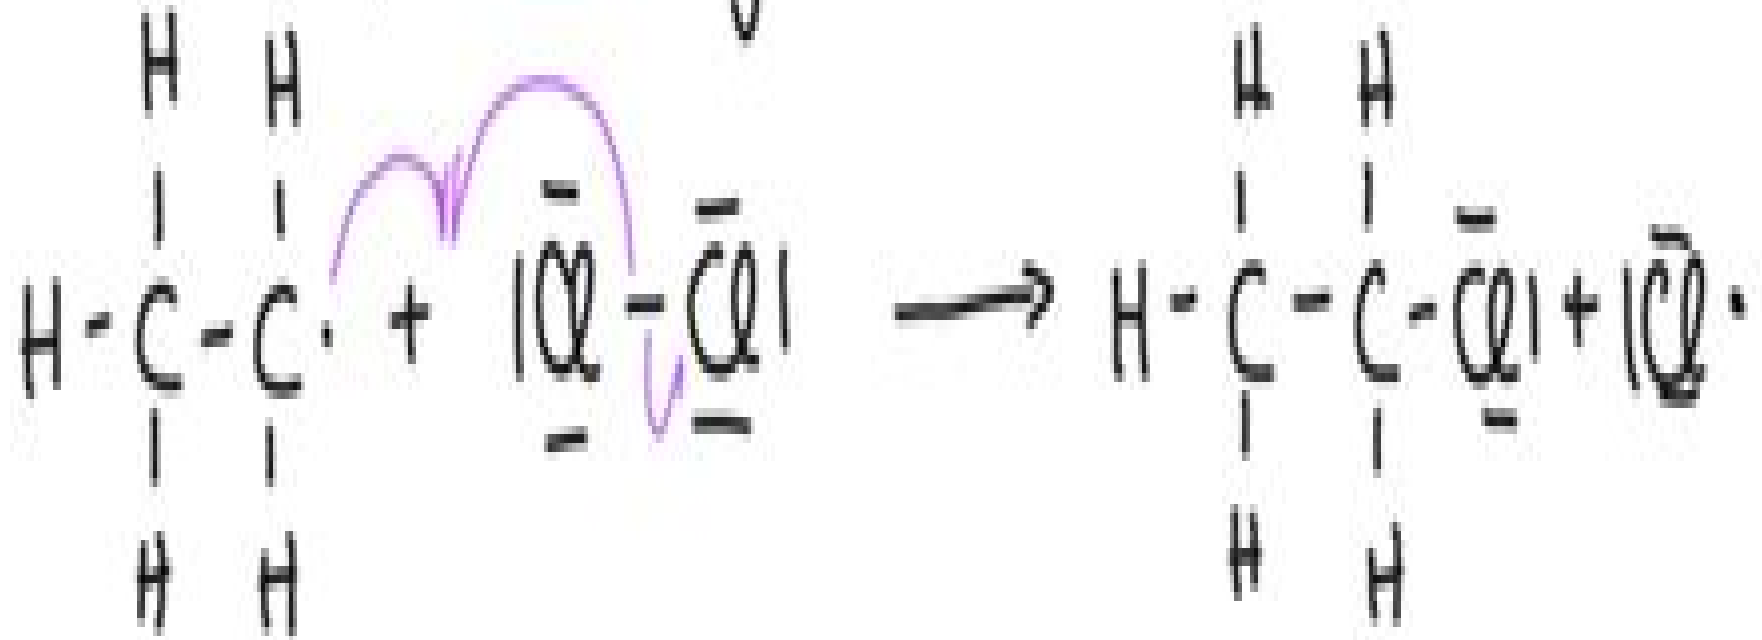 H H H H
| | | |
H - C - C · + |Cl - Cl| → H - C - C - Cl| + |Cl ·
| | | |
H H H H